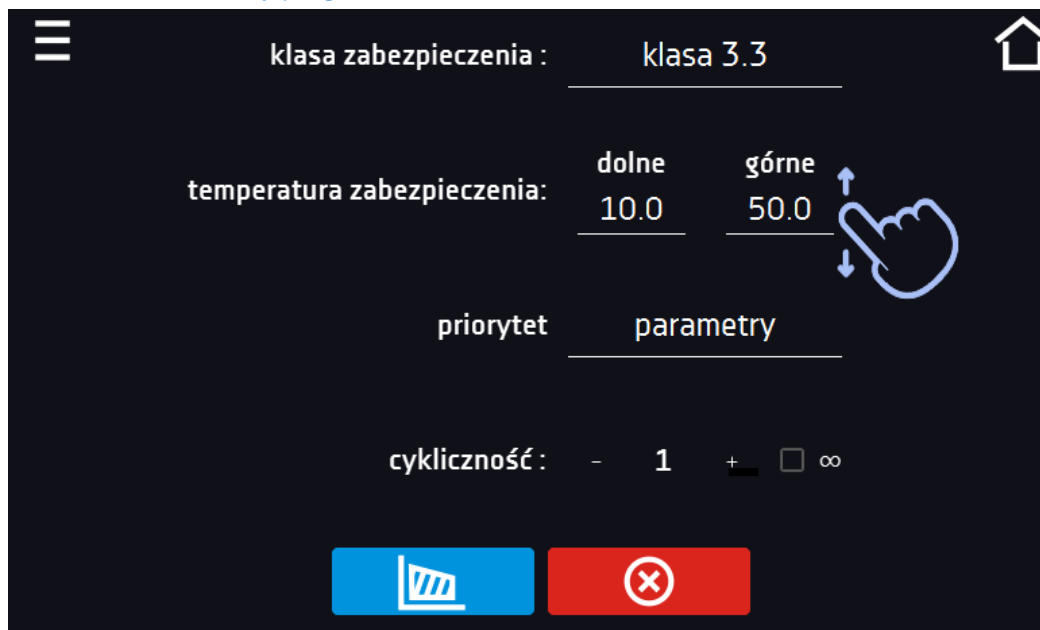 klasa zabezpieczenia : klasa 3.3
dolne górne
temperatura zabezpieczenia: 10.0 50.0
priorytet parametry
cykliczność : - 1 + ∞